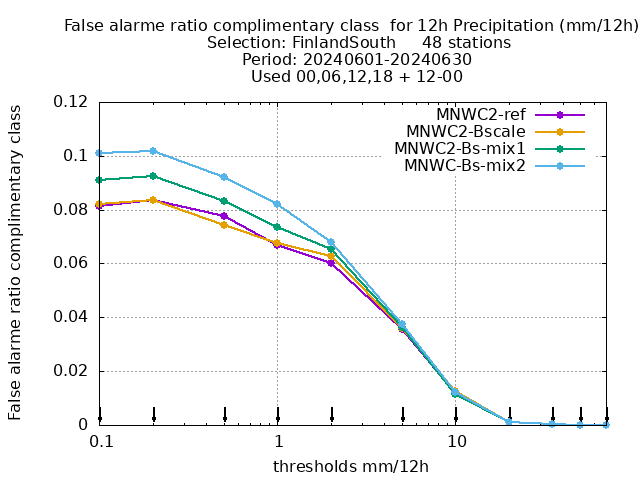 False alarme ratio complimentary class  for 12h Precipitation (mm/12h)
Selection: FinlandSouth     48 stations
Period: 20240601-20240630
Used 00,06,12,18 + 12-00
False alarme ratio complimentary class
0.12
0.1
0.08
0.06
0.04
0.02
0
MNWC2-ref
MNWC2-Bscale
MNWC2-Bs-mix1
MNWC-Bs-mix2
0.1
1
10
thresholds mm/12h